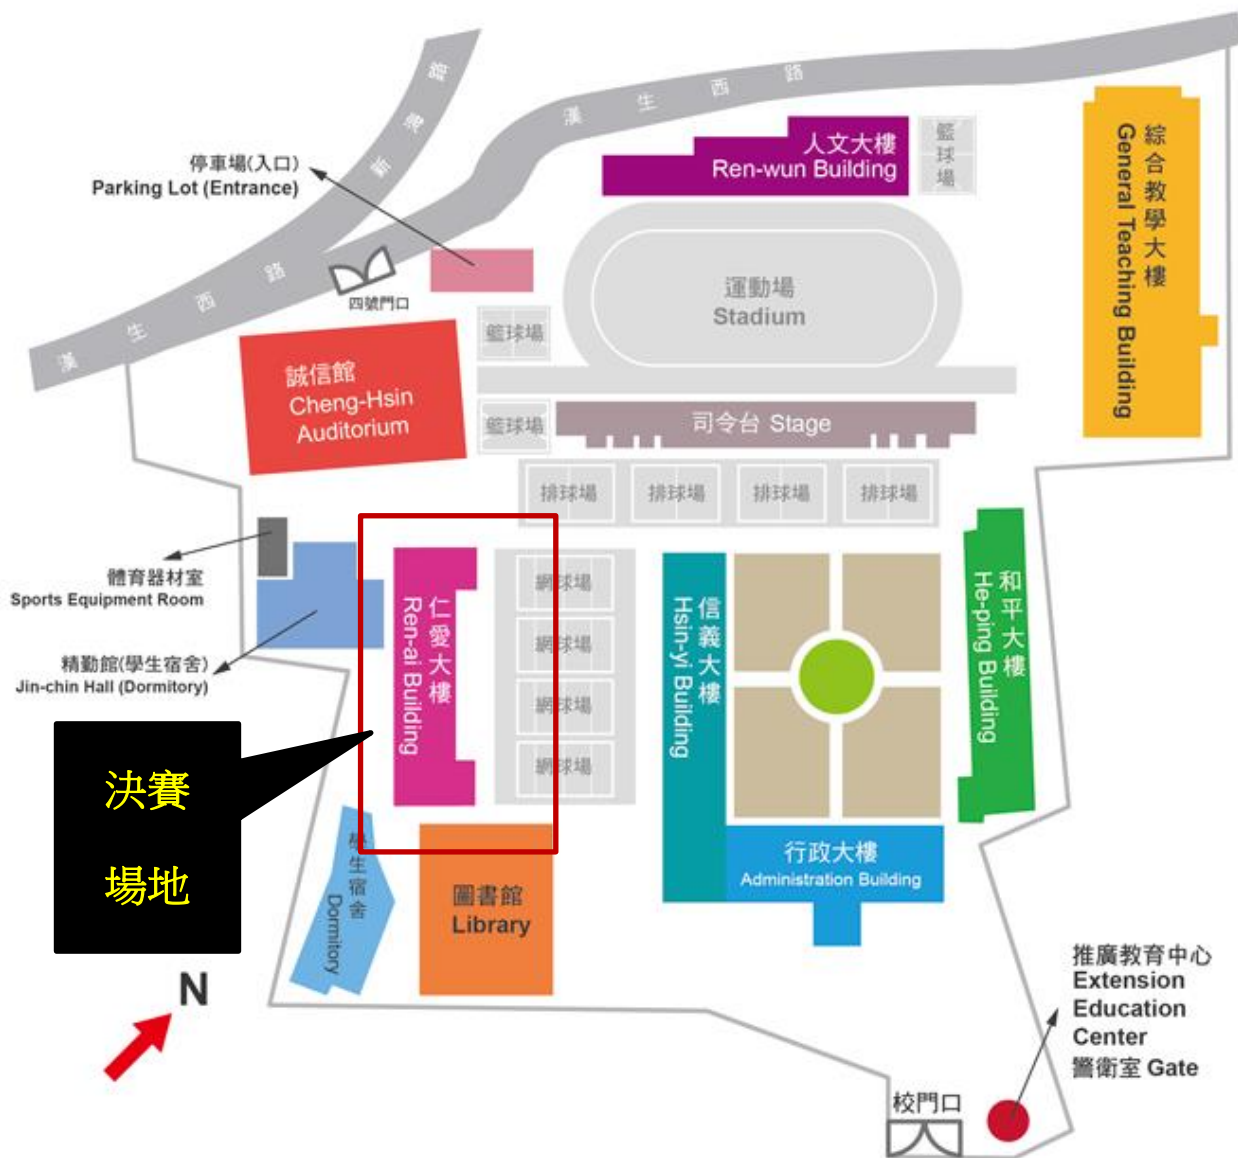 漢生西路
新興路
停車場(入口)
Parking Lot (Entrance)
人文大樓
Ren-wun Building
籃球場
綜合教學大樓
General Teaching Building
漢生西路
四號門口
運動場
Stadium
籃球場
誠信館
Cheng-Hsin
Auditorium
籃球場
司令台 Stage
排球場
排球場
排球場
排球場
體育器材室
Sports Equipment Room
精勤館(學生宿舍)
Jin-chin Hall (Dormitory)
仁愛大樓
Ren-ai Building
網球場
網球場
網球場
網球場
信義大樓
Hsin-yi Building
和平大樓
He-ping Building
決賽
場地
學生宿舍
Dormitory
圖書館
Library
行政大樓
Administration Building
N
推廣教育中心
Extension
Education
Center
警衛室 Gate
校門口